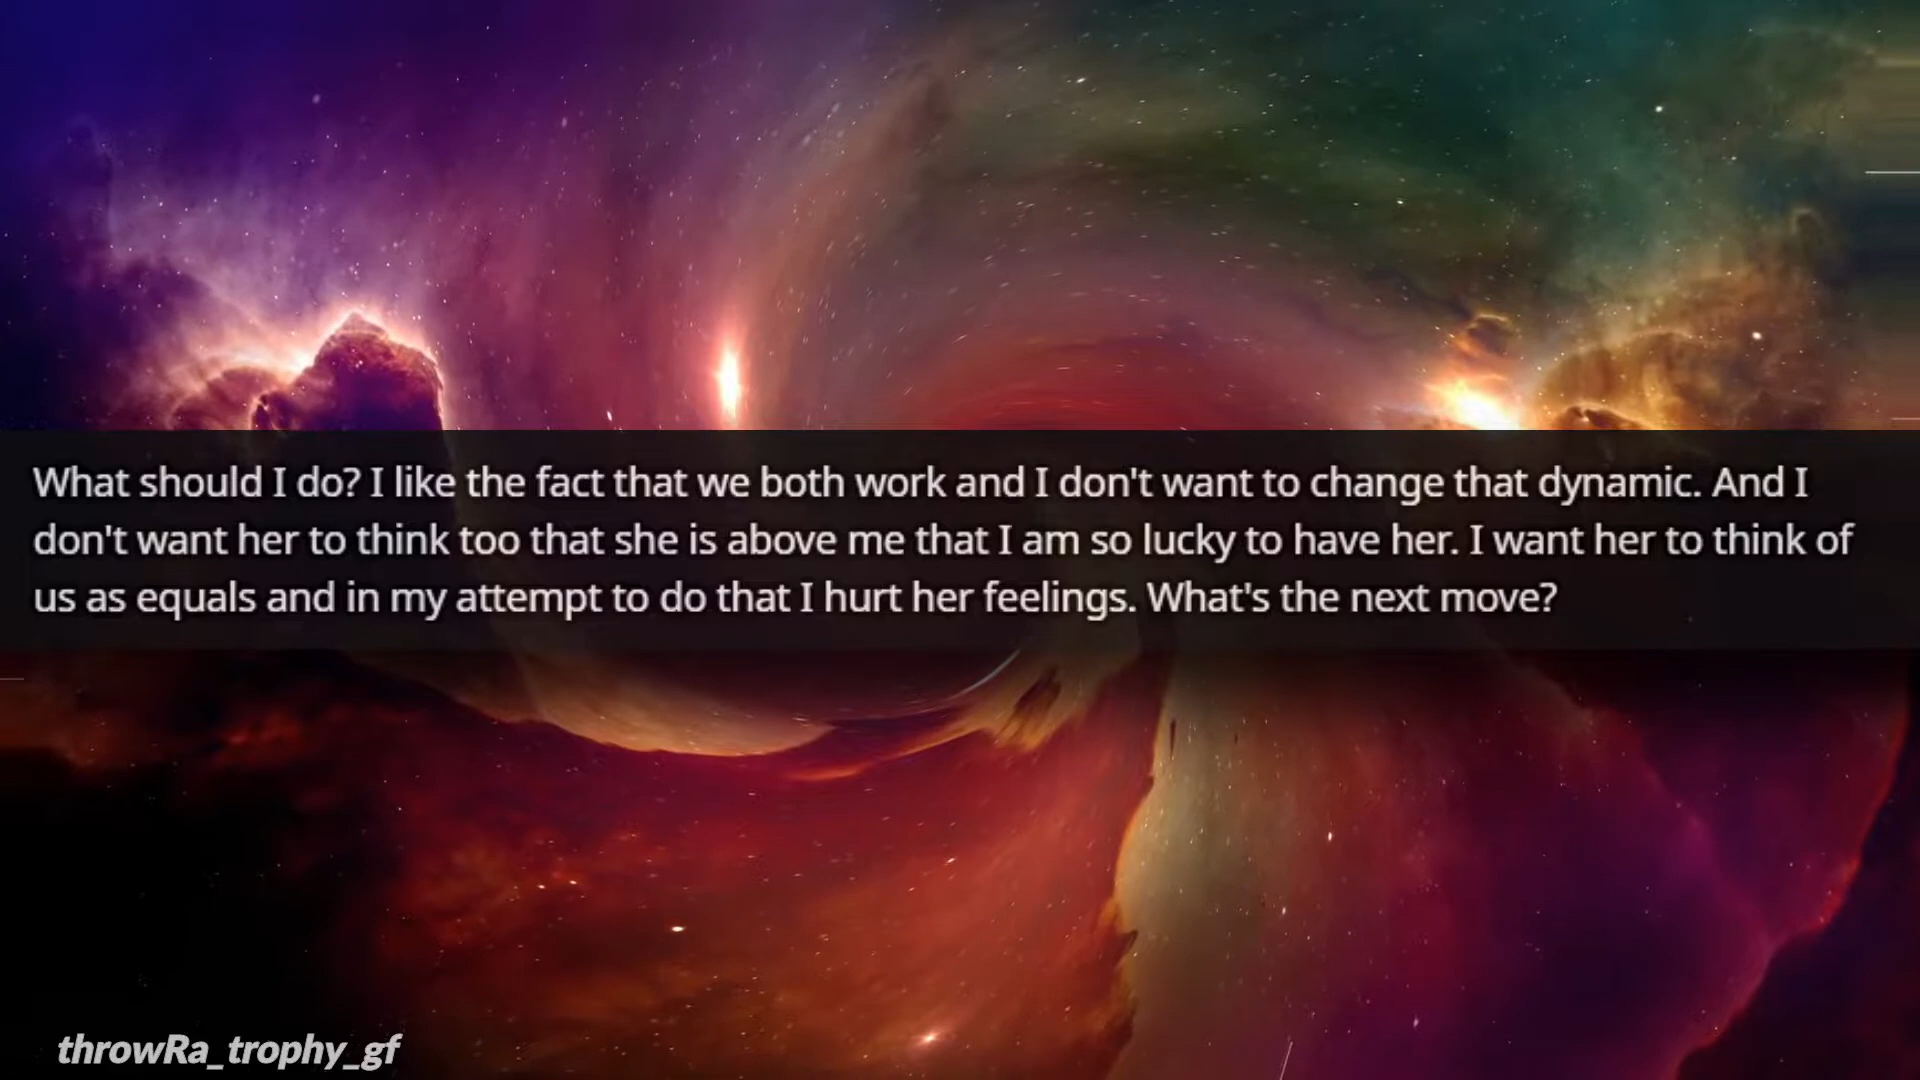 What should I do? I like the fact that we both work and I don't want to change that dynamic. And I
don't want her to think too that she is above me that I am so lucky to have her. I want her to think of
us as equals and in my attempt to do that I hurt her feelings. What's the next move?
throwRa_trophy_gf